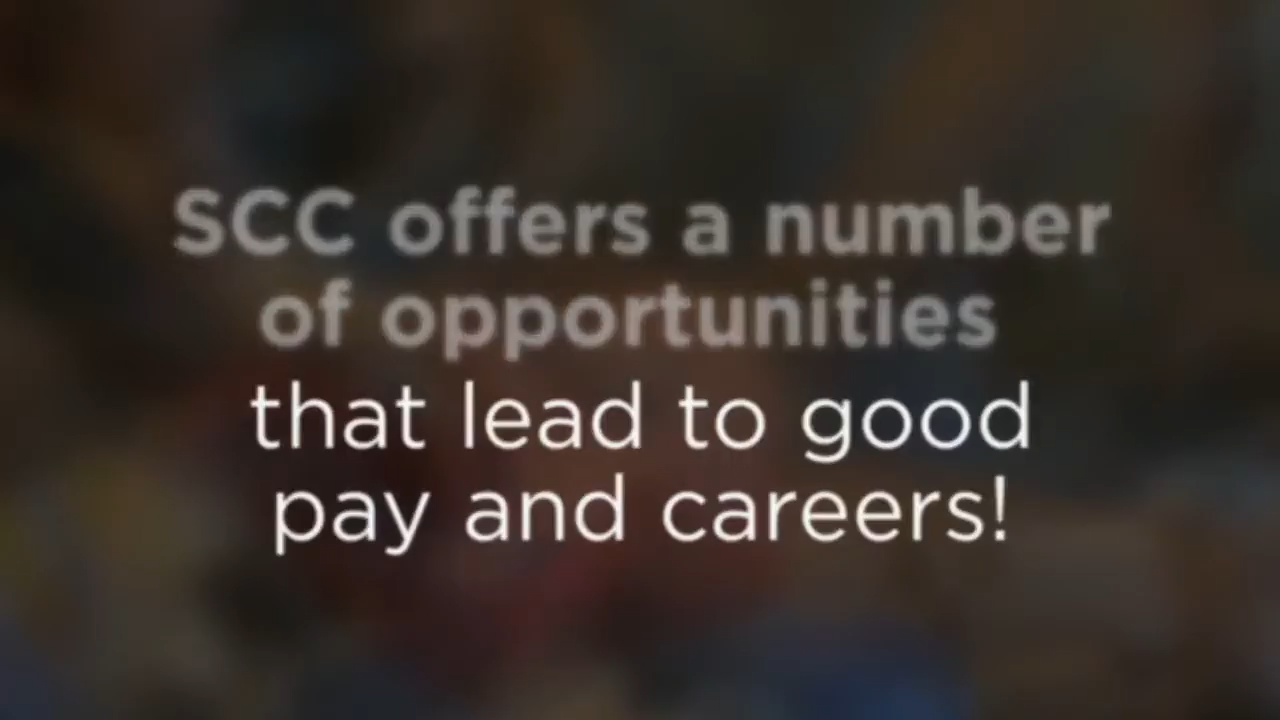 SCC offers a number
of opportunities
that lead to good
pay and careers!